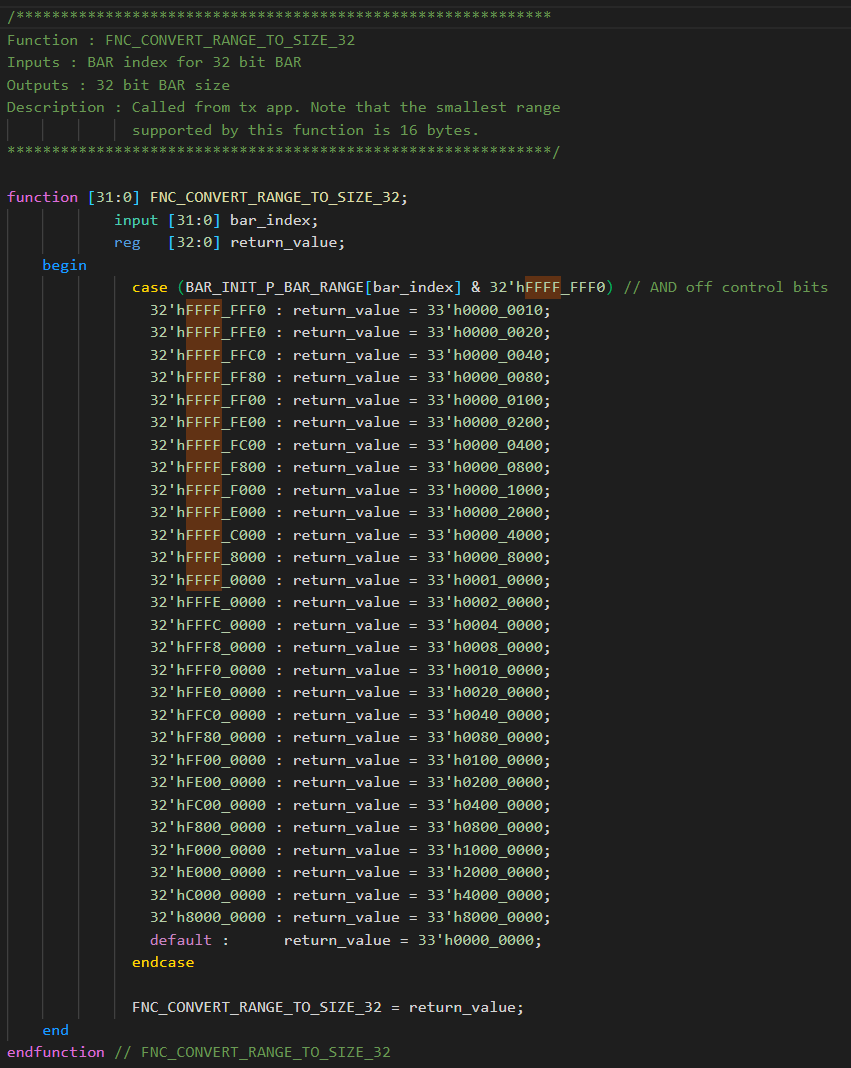 /************************************************************
Function : FNC_CONVERT_RANGE_TO_SIZE_32
Inputs : BAR index for 32 bit BAR
Outputs : 32 bit BAR size
Description : Called from tx app. Note that the smallest range
              supported by this function is 16 bytes.
*************************************************************/

function [31:0] FNC_CONVERT_RANGE_TO_SIZE_32;
            input [31:0] bar_index;
            reg   [32:0] return_value;
    begin
              case (BAR_INIT_P_BAR_RANGE[bar_index] & 32'hFFFF_FFF0) // AND off control bits
                32'hFFFF_FFF0 : return_value = 33'h0000_0010;
                32'hFFFF_FFE0 : return_value = 33'h0000_0020;
                32'hFFFF_FFC0 : return_value = 33'h0000_0040;
                32'hFFFF_FF80 : return_value = 33'h0000_0080;
                32'hFFFF_FF00 : return_value = 33'h0000_0100;
                32'hFFFF_FE00 : return_value = 33'h0000_0200;
                32'hFFFF_FC00 : return_value = 33'h0000_0400;
                32'hFFFF_F800 : return_value = 33'h0000_0800;
                32'hFFFF_F000 : return_value = 33'h0000_1000;
                32'hFFFF_E000 : return_value = 33'h0000_2000;
                32'hFFFF_C000 : return_value = 33'h0000_4000;
                32'hFFFF_8000 : return_value = 33'h0000_8000;
                32'hFFFF_0000 : return_value = 33'h0001_0000;
                32'hFFFE_0000 : return_value = 33'h0002_0000;
                32'hFFFC_0000 : return_value = 33'h0004_0000;
                32'hFFF8_0000 : return_value = 33'h0008_0000;
                32'hFFF0_0000 : return_value = 33'h0010_0000;
                32'hFFE0_0000 : return_value = 33'h0020_0000;
                32'hFFC0_0000 : return_value = 33'h0040_0000;
                32'hFF80_0000 : return_value = 33'h0080_0000;
                32'hFF00_0000 : return_value = 33'h0100_0000;
                32'hFE00_0000 : return_value = 33'h0200_0000;
                32'hFC00_0000 : return_value = 33'h0400_0000;
                32'hF800_0000 : return_value = 33'h0800_0000;
                32'hF000_0000 : return_value = 33'h1000_0000;
                32'hE000_0000 : return_value = 33'h2000_0000;
                32'hC000_0000 : return_value = 33'h4000_0000;
                32'h8000_0000 : return_value = 33'h8000_0000;
                default :      return_value = 33'h0000_0000;
              endcase

              FNC_CONVERT_RANGE_TO_SIZE_32 = return_value;
    end
endfunction // FNC_CONVERT_RANGE_TO_SIZE_32